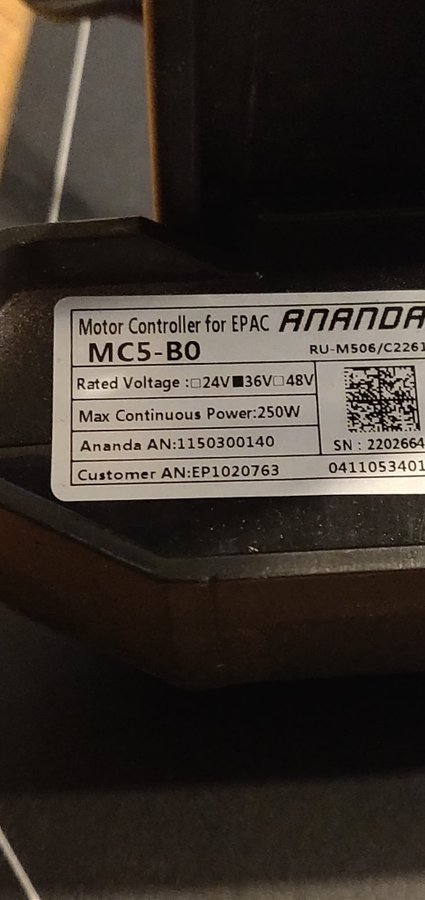 Motor Controller for EPAC ANANDA
MC5-B0
RU-M506/C2261
Rated Voltage :□24V■36V□48V
Max Continuous Power:250W
Ananda AN:1150300140
SN : 2202664
Customer AN:EP1020763
0411053401